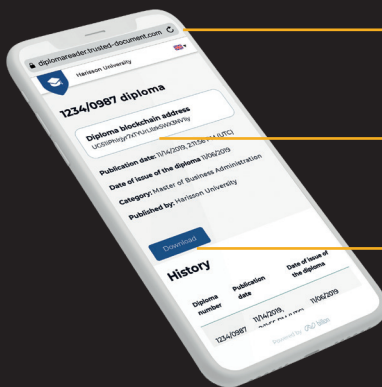 diplomareader.trusted-document.com
Harisson University
1234/0987 diploma
Diploma blockchain address
Publication date: 11/14/2019, 2:11:56 PM (UTC)
Date of issue of the diploma 11/06/2019
Category: Master of Business Administration
Published by: Harisson University
Download
History
Diploma number
Publication date
Date of issue of the diploma
1234/0987
11/14/2019,
11/06/2019
Powered by billon